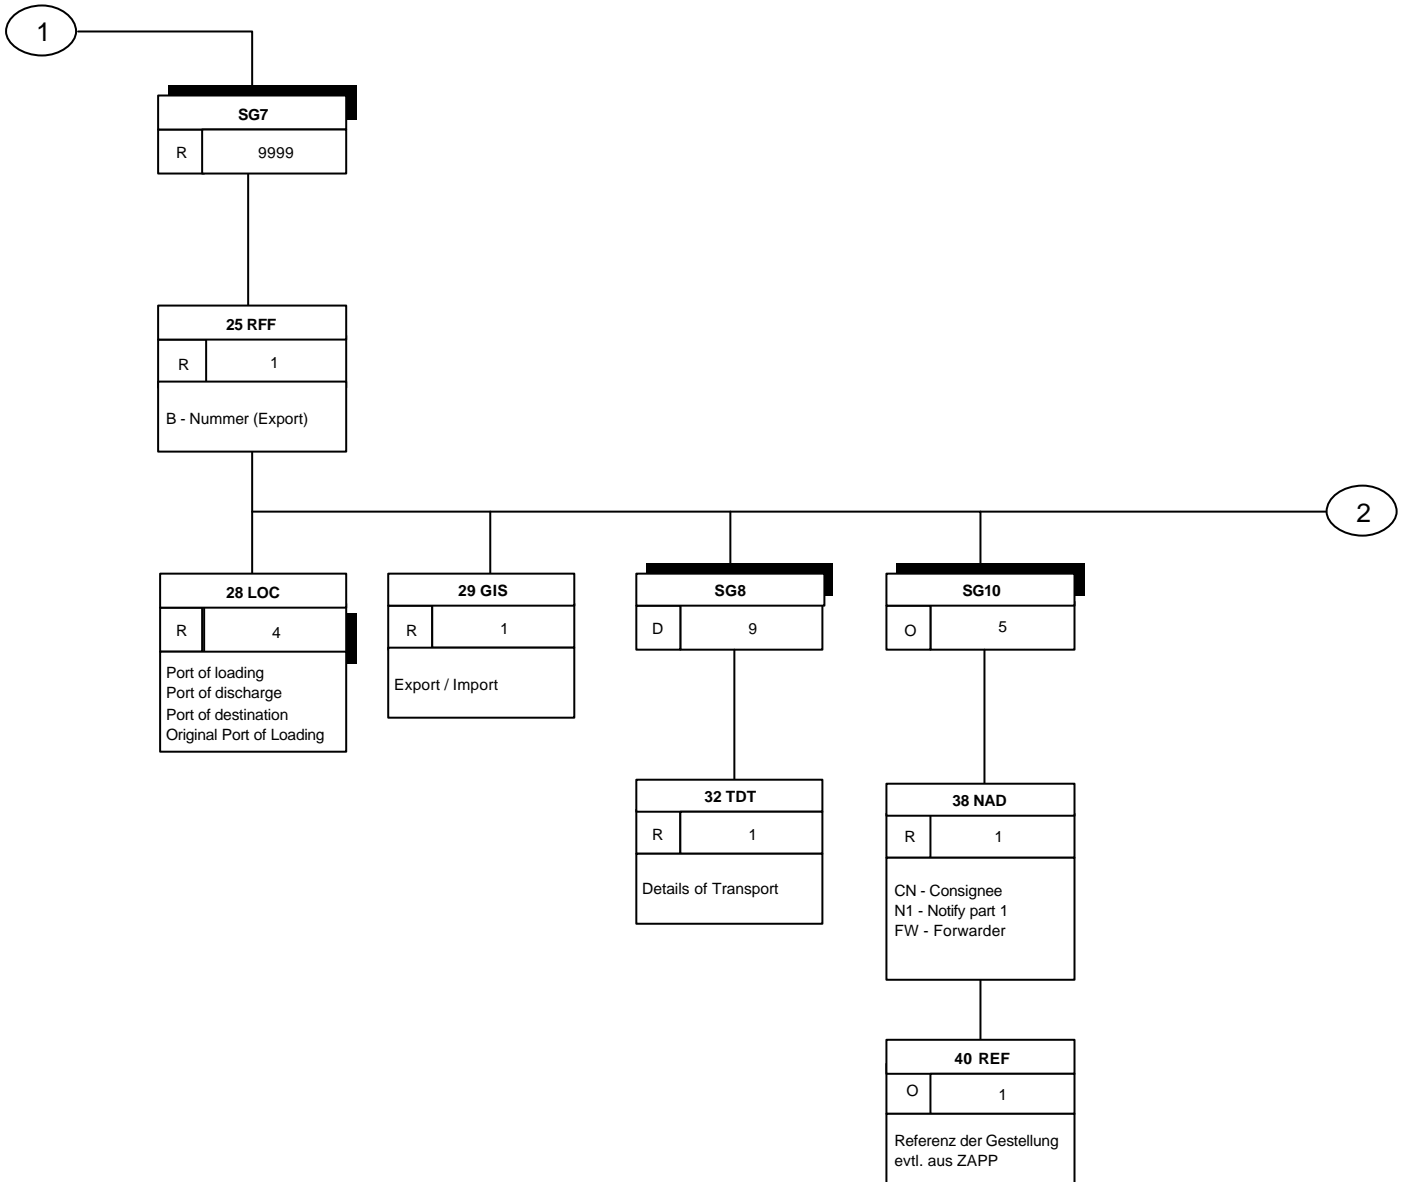 1
SG7
R 9999
25 RFF
R 1
B - Nummer (Export)
2
28 LOC
R 4
Port of loading
Port of discharge
Port of destination
Original Port of Loading
29 GIS
R 1
Export / Import
SG8
D 9
32 TDT
R 1
Details of Transport
SG10
O 5
38 NAD
R 1
CN - Consignee
N1 - Notify part 1
FW - Forwarder
40 REF
O 1
Referenz der Gestellung
evtl. aus ZAPP